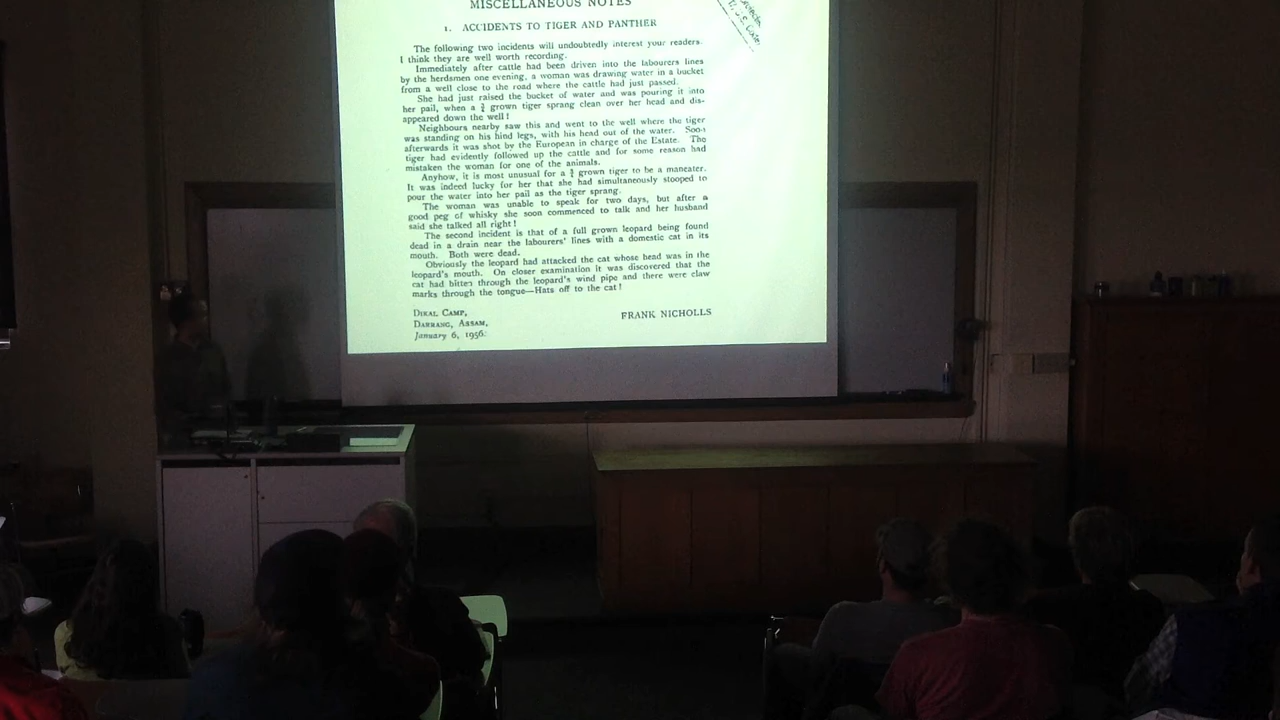 MISCELLANEOUS NOTES
1. ACCIDENTS TO TIGER AND PANTHER
The following two incidents will undoubtedly interest your readers.
I think they are well worth recording.
Immediately after cattle had been driven into the labourers lines
by the herdsmen one evening, a woman was drawing water in a bucket
from a well close to the road where the cattle had just passed.
She had just raised the bucket of water and was pouring it into
her pail, when a ¾ grown tiger sprang clean over her head and dis-
appeared down the well!
Neighbours nearby saw this and went to the well where the tiger
was standing on his hind legs, with his head out of the water. Soon
afterwards it was shot by the European in charge of the Estate. The
tiger had evidently followed up the cattle and for some reason had
mistaken the woman for one of the animals.
Anyhow, it is most unusual for a ¾ grown tiger to be a maneater.
It was indeed lucky for her that she had simultaneously stooped to
pour the water into her pail as the tiger sprang.
The woman was unable to speak for two days, but after a
good peg of whisky she soon commenced to talk and her husband
said she talked all right!
The second incident is that of a full grown leopard being found
dead in a drain near the labourers' lines with a domestic cat in its
mouth. Both were dead.
Obviously the leopard had attacked the cat whose head was in the
leopard's mouth. On closer examination it was discovered that the
cat had bitten through the leopard's wind pipe and there were claw
marks through the tongue—Hats off to the cat!
DIKAL CAMP,
DARRANG, ASSAM,
January 6, 1956.
FRANK NICHOLLS